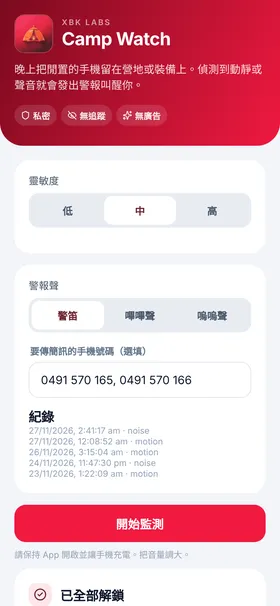 XBK LABS
Camp Watch
晚上把閒置的手機留在營地或裝備上。偵測到動靜或
聲音就會發出警報叫醒你。
私密
無追蹤
無廣告
靈敏度
低
中
高
警報聲
警笛
嗶嗶聲
嗚嗚聲
要傳簡訊的手機號碼（選填）
0491 570 165, 0491 570 166
紀錄
27/11/2026, 2:41:17 am · noise
27/11/2026, 12:08:52 am · motion
26/11/2026, 3:15:04 am · motion
24/11/2026, 11:47:30 pm · noise
23/11/2026, 1:22:09 am · motion
開始監測
請保持 App 開啟並讓手機充電。把音量調大。
已全部解鎖